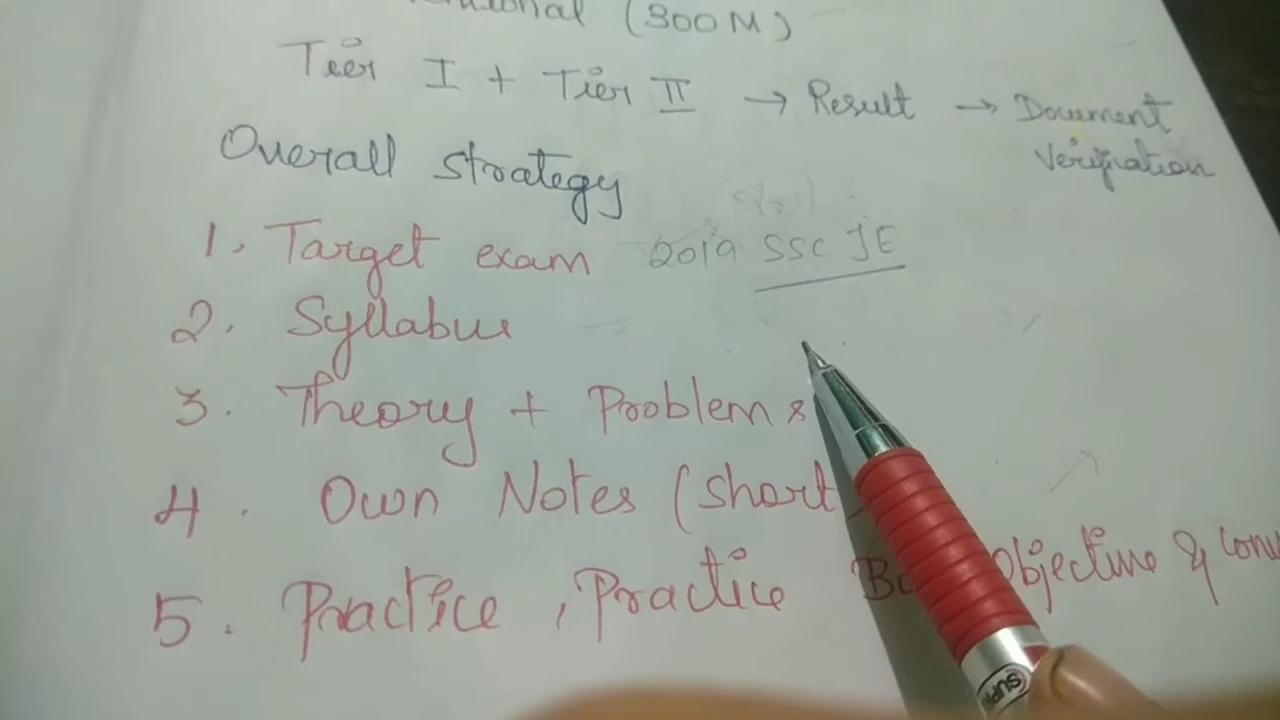 (300M)
Tier I + Tier II → Result → Document Verification
Overall strategy
1. Target exam 2019 SSC JE
2. Syllabus
3. Theory + Problems
4. Own Notes (short
5. Practice, Practice Objective &